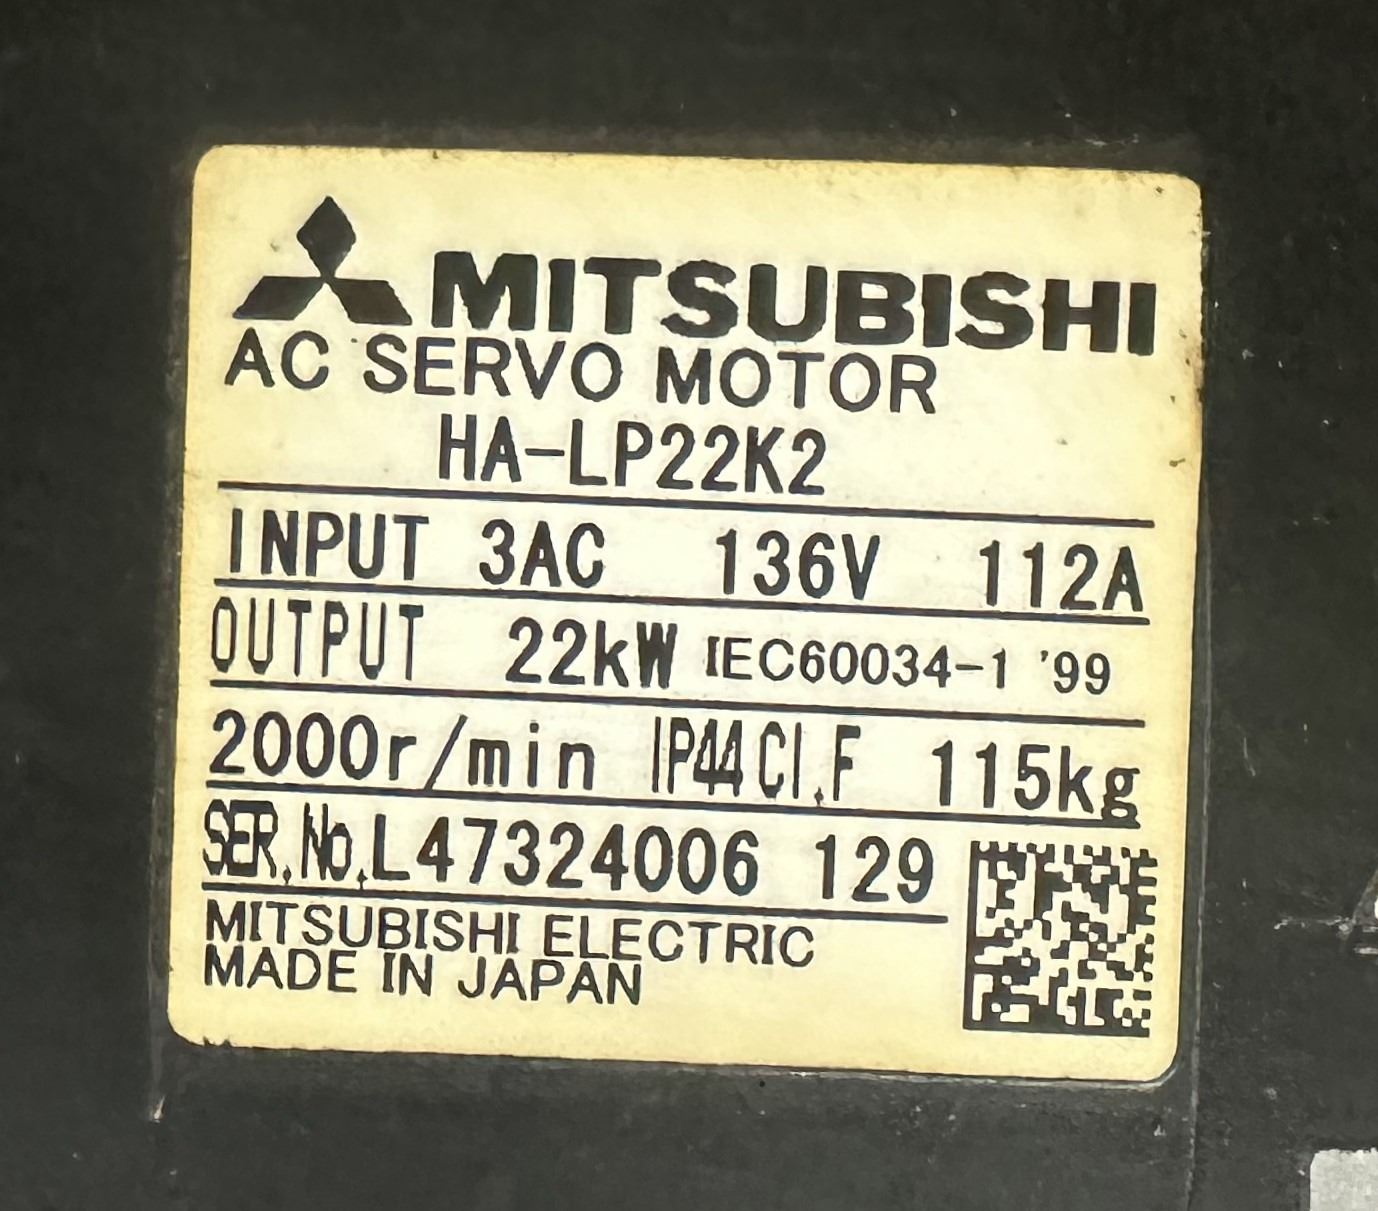 MITSUBISHI
AC SERVO MOTOR
HA-LP22K2
INPUT 3AC 136V 112A
OUTPUT 22kW IEC60034-1 '99
2000r/min IP44 CI.F 115kg
SER.No.L47324006 129
MITSUBISHI ELECTRIC
MADE IN JAPAN